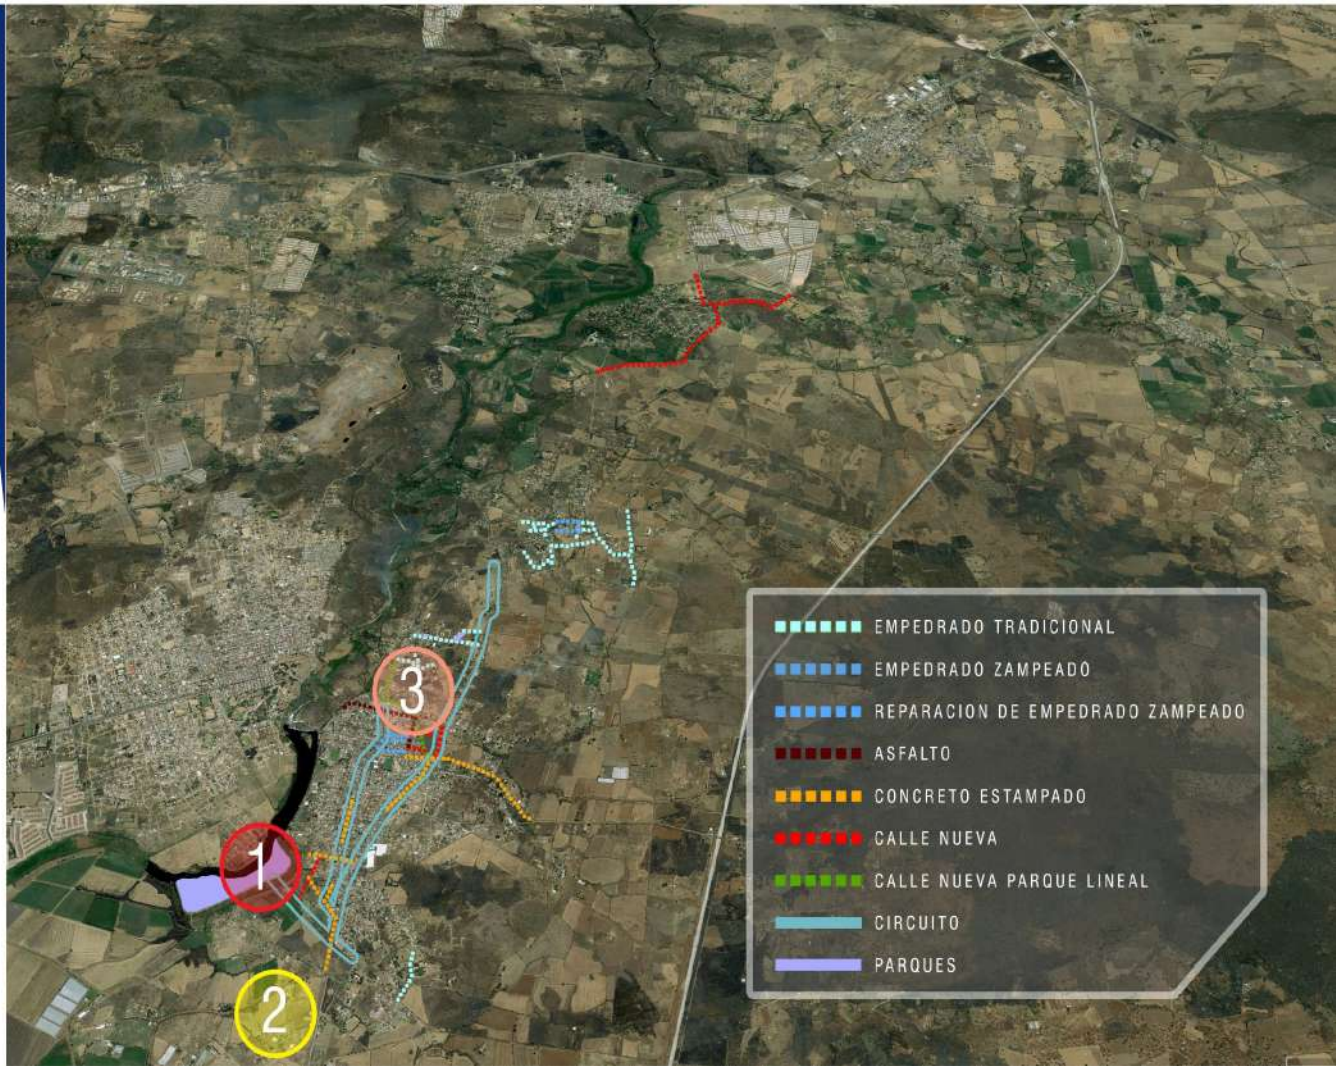 3
1
2
EMPEDRADO TRADICIONAL
EMPEDRADO ZAMPEADO
REPARACION DE EMPEDRADO ZAMPEADO
ASFALTO
CONCRETO ESTAMPADO
CALLE NUEVA
CALLE NUEVA PARQUE LINEAL
CIRCUITO
PARQUES